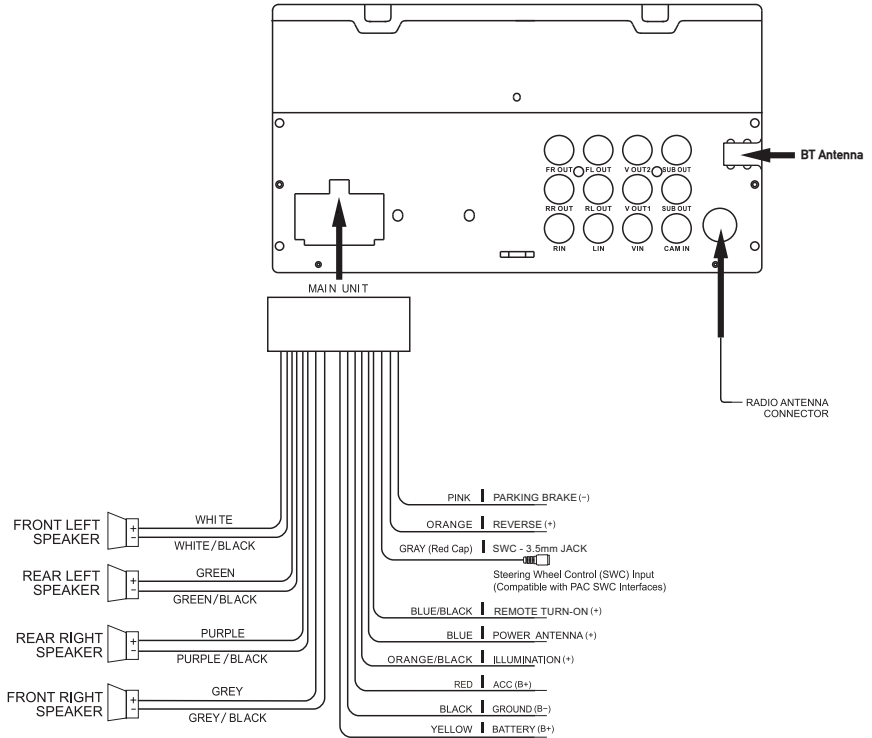 BT Antenna
FR OUT FL OUT V OUT2 SUB OUT
RR OUT RL OUT V OUT1 SUB OUT
RIN LIN VIN CAM IN
MAIN UNIT
RADIO ANTENNA
CONNECTOR
FRONT LEFT
SPEAKER
+
−
WHITE
WHITE/BLACK
REAR LEFT
SPEAKER
+
−
GREEN
GREEN/BLACK
REAR RIGHT
SPEAKER
+
−
PURPLE
PURPLE/BLACK
FRONT RIGHT
SPEAKER
+
−
GREY
GREY/BLACK
PINK PARKING BRAKE (−)
ORANGE REVERSE (+)
GRAY (Red Cap) SWC - 3.5mm JACK
Steering Wheel Control (SWC) Input
(Compatible with PAC SWC Interfaces)
BLUE/BLACK REMOTE TURN-ON (+)
BLUE POWER ANTENNA (+)
ORANGE/BLACK ILLUMINATION (+)
RED ACC (B+)
BLACK GROUND (B−)
YELLOW BATTERY (B+)